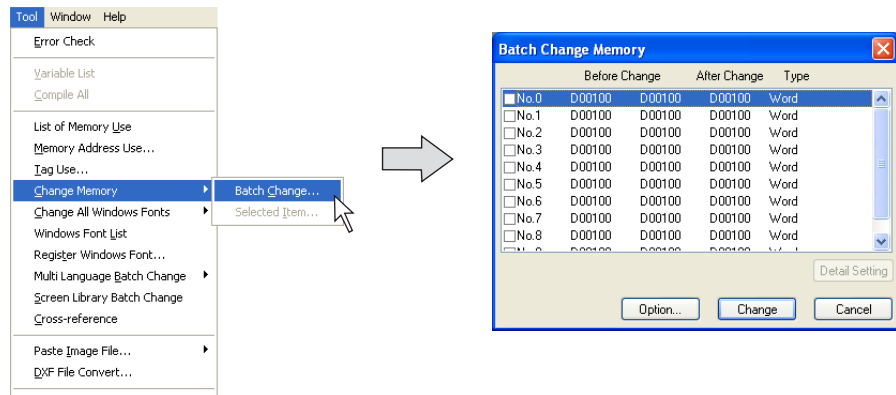 Tool Window Help
Error Check
Variable List
Compile All
List of Memory Use
Memory Address Use...
Tag Use...
Change Memory
Change All Windows Fonts
Windows Font List
Register Windows Font...
Multi Language Batch Change
Screen Library Batch Change
Cross-reference
Paste Image File...
DXF File Convert...
Batch Change...
Selected Item...
Batch Change Memory
Before Change After Change Type
No.0 D00100 D00100 D00100 Word
No.1 D00100 D00100 D00100 Word
No.2 D00100 D00100 D00100 Word
No.3 D00100 D00100 D00100 Word
No.4 D00100 D00100 D00100 Word
No.5 D00100 D00100 D00100 Word
No.6 D00100 D00100 D00100 Word
No.7 D00100 D00100 D00100 Word
No.8 D00100 D00100 D00100 Word
Detail Setting
Option... Change Cancel